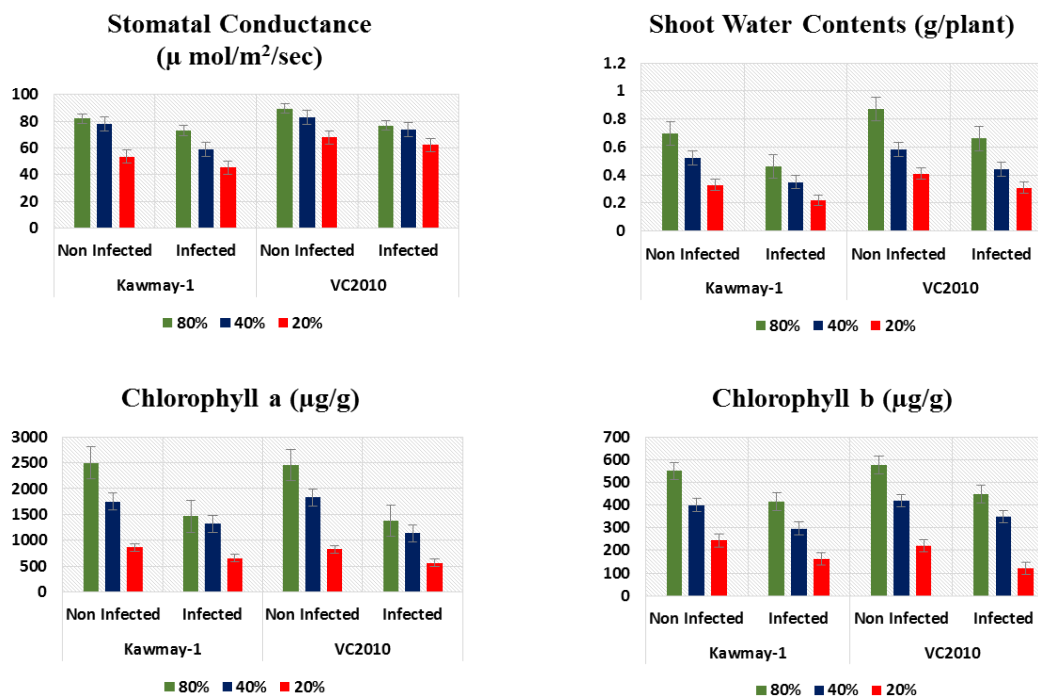 Stomatal Conductance
(µ mol/m²/sec)
100
80
60
40
20
0
Non Infected Infected Non Infected Infected
Kawmay-1 VC2010
80% 40% 20%
Shoot Water Contents (g/plant)
1.2
1
0.8
0.6
0.4
0.2
0
Non Infected Infected Non Infected Infected
Kawmay-1 VC2010
80% 40% 20%
Chlorophyll a (µg/g)
3000
2500
2000
1500
1000
500
0
Non Infected Infected Non Infected Infected
Kawmay-1 VC2010
80% 40% 20%
Chlorophyll b (µg/g)
700
600
500
400
300
200
100
0
Non Infected Infected Non Infected Infected
Kawmay-1 VC2010
80% 40% 20%